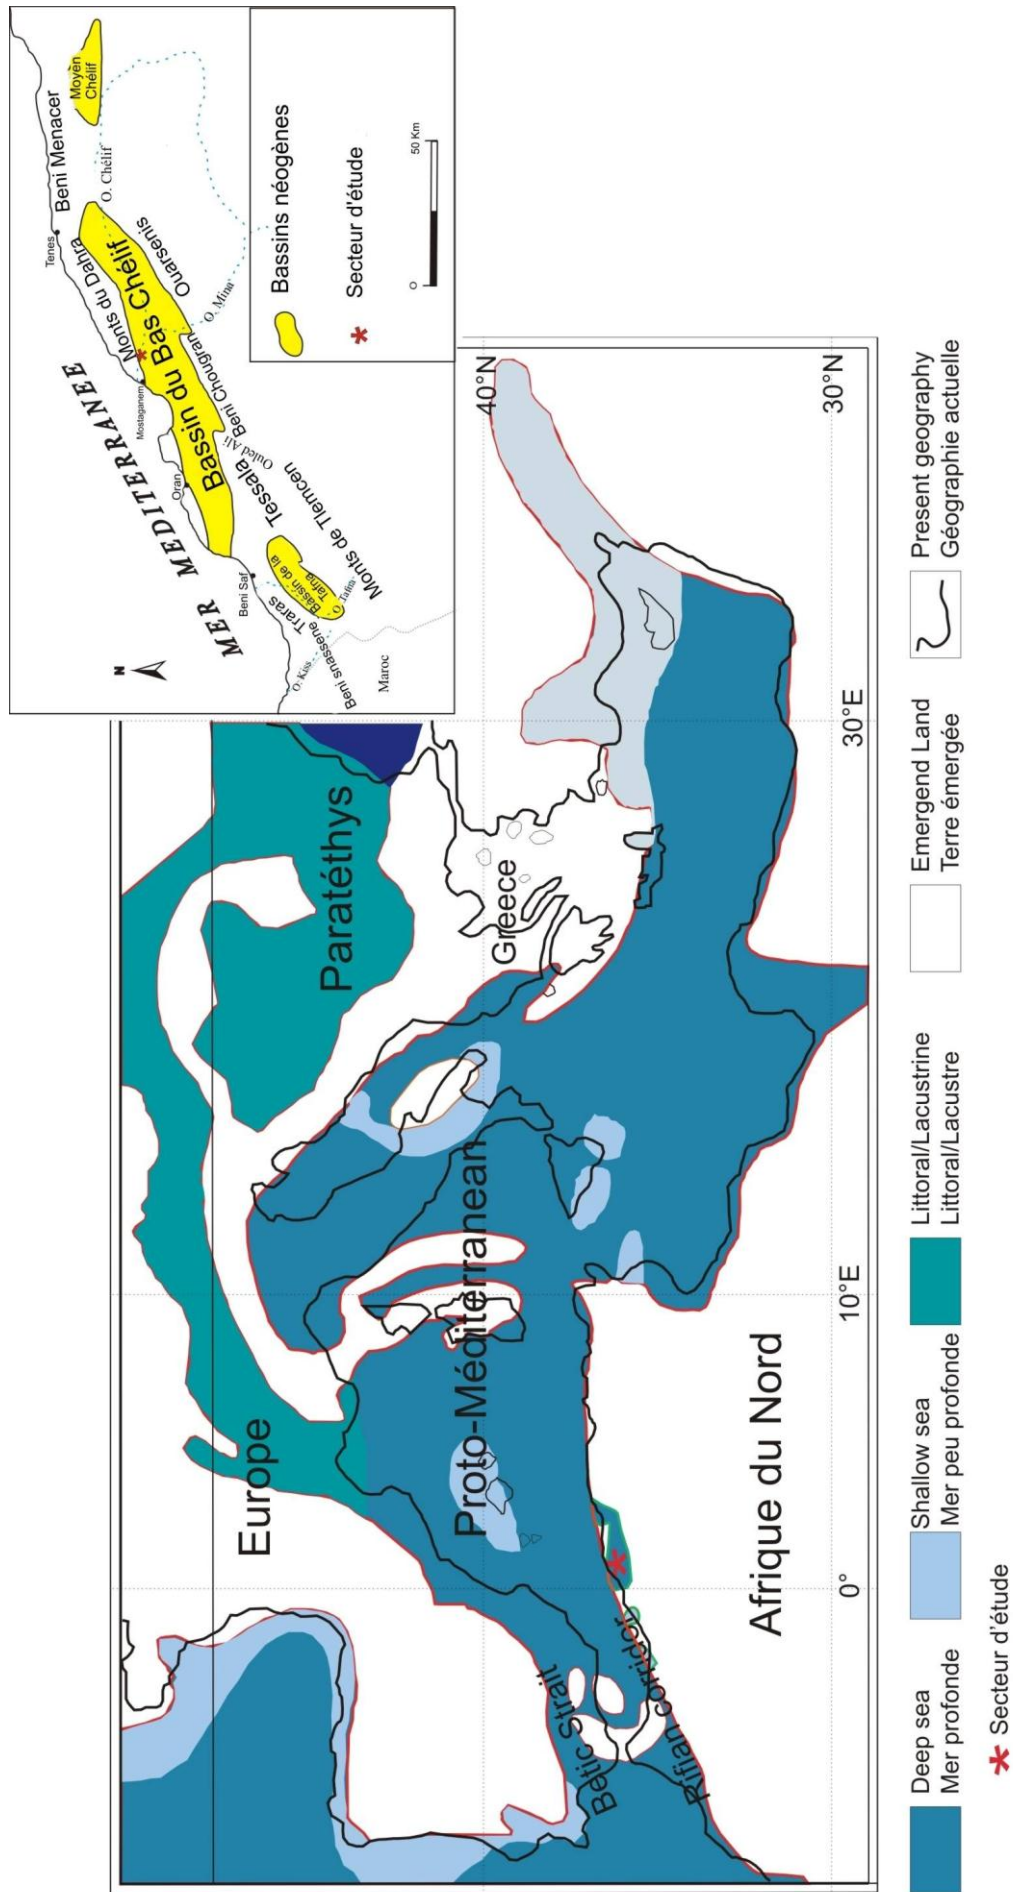 N
MER MEDITERRANEE
Tenes
Beni Menacer
Moyen
Chélif
O. Chélif
Monts du Dahra
Mostaganem
Bassin du Bas Chélif
Ouarsenis
O. Mina
Oran
Beni Chougran
Ouled Ali
Tessala
Monts de Tlemcen
Beni Saf
Bassin de la
Tafna
O. Tafna
Traras
Beni snassene
O. Kiss
Maroc
Bassins néogènes
Secteur d'étude
O
50 Km
Europe
Paratéthys
Greece
Proto-Méditerranean
Bétic Strait
Rifian corridor
Afrique du Nord
40°N
30°N
0°
10°E
30°E
Deep sea
Mer profonde
Shallow sea
Mer peu profonde
Littoral/Lacustrine
Littoral/Lacustre
Emergend Land
Terre émergée
Present geography
Géographie actuelle
Secteur d'étude